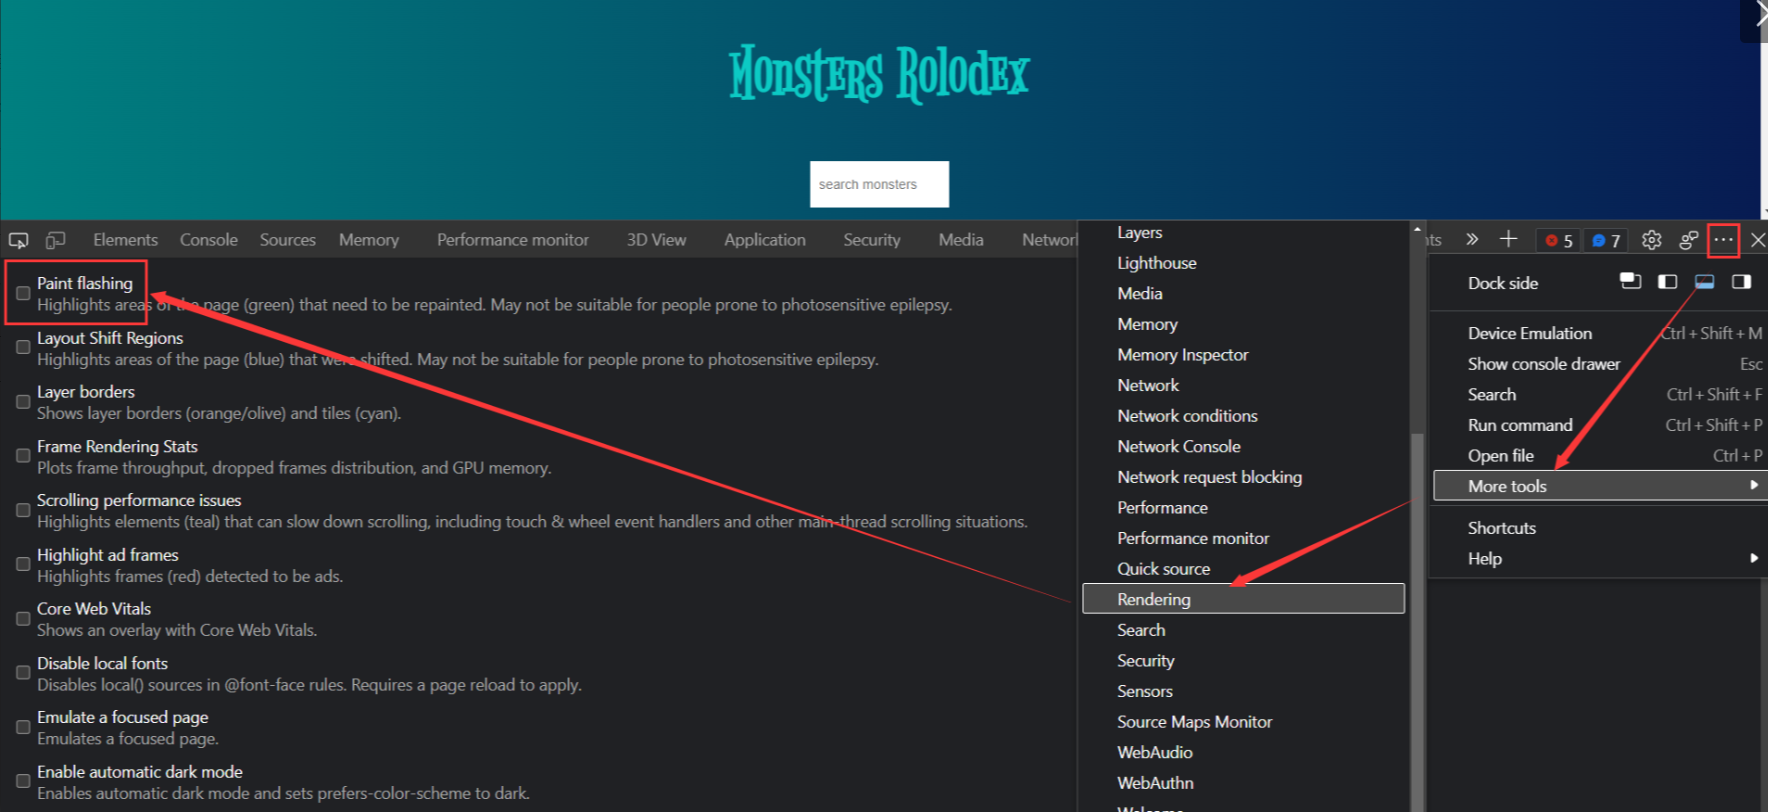 Monsters Rolodex
search monsters
Elements Console Sources Memory Performance monitor 3D View Application Security Media
5 7
Paint flashing
Highlights areas of the page (green) that need to be repainted. May not be suitable for people prone to photosensitive epilepsy.
Layout Shift Regions
Highlights areas of the page (blue) that were shifted. May not be suitable for people prone to photosensitive epilepsy.
Layer borders
Shows layer borders (orange/olive) and tiles (cyan).
Frame Rendering Stats
Plots frame throughput, dropped frames distribution, and GPU memory.
Scrolling performance issues
Highlights elements (teal) that can slow down scrolling, including touch & wheel event handlers and other main-thread scrolling situations.
Highlight ad frames
Highlights frames (red) detected to be ads.
Core Web Vitals
Shows an overlay with Core Web Vitals.
Disable local fonts
Disables local() sources in @font-face rules. Requires a page reload to apply.
Emulate a focused page
Emulates a focused page.
Enable automatic dark mode
Enables automatic dark mode and sets prefers-color-scheme to dark.
Layers
Lighthouse
Media
Memory
Memory Inspector
Network
Network conditions
Network Console
Network request blocking
Performance
Performance monitor
Quick source
Rendering
Search
Security
Sensors
Source Maps Monitor
WebAudio
WebAuthn
Dock side
Device Emulation Ctrl + Shift + M
Show console drawer Esc
Search Ctrl + Shift + F
Run command Ctrl + Shift + P
Open file Ctrl + P
More tools
Shortcuts
Help